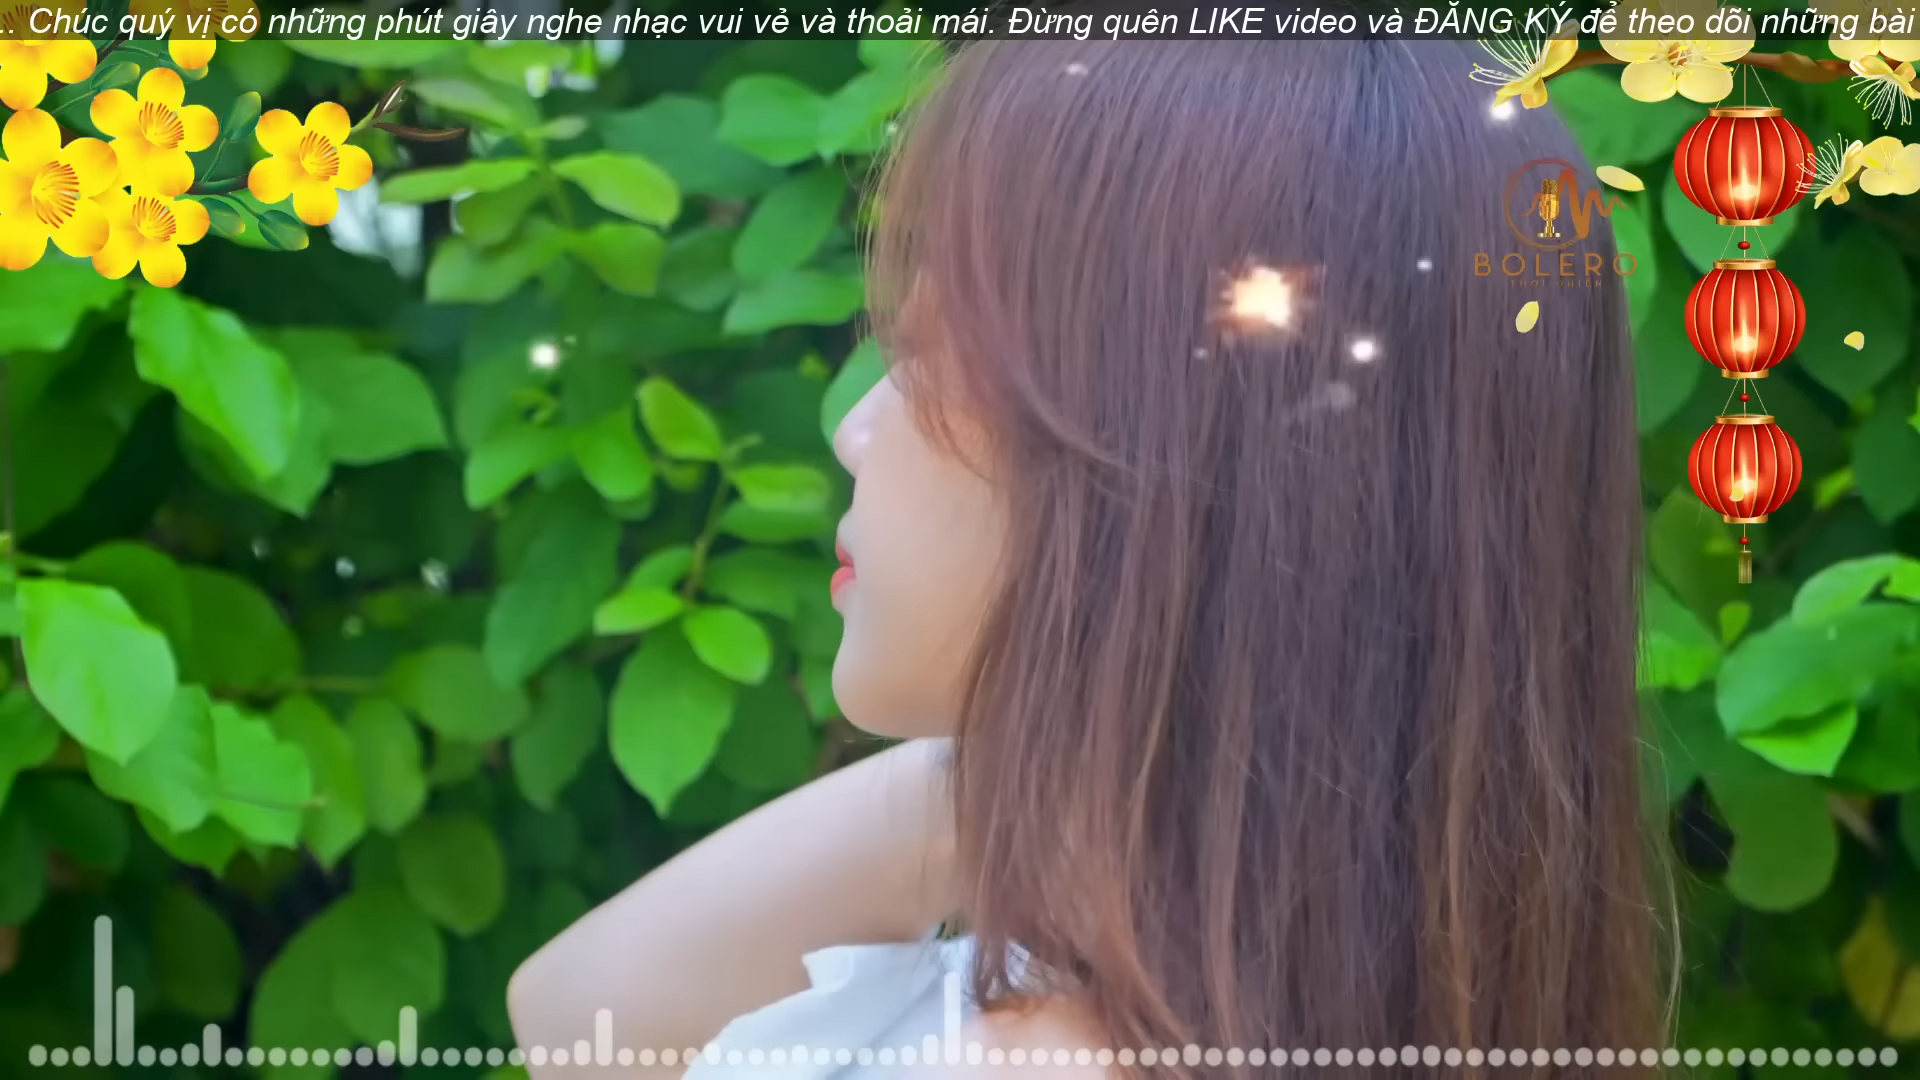 .. Chúc quý vị có những phút giây nghe nhạc vui vẻ và thoải mái. Đừng quên LIKE video và ĐĂNG KÝ để theo dõi những bài
BOLERO